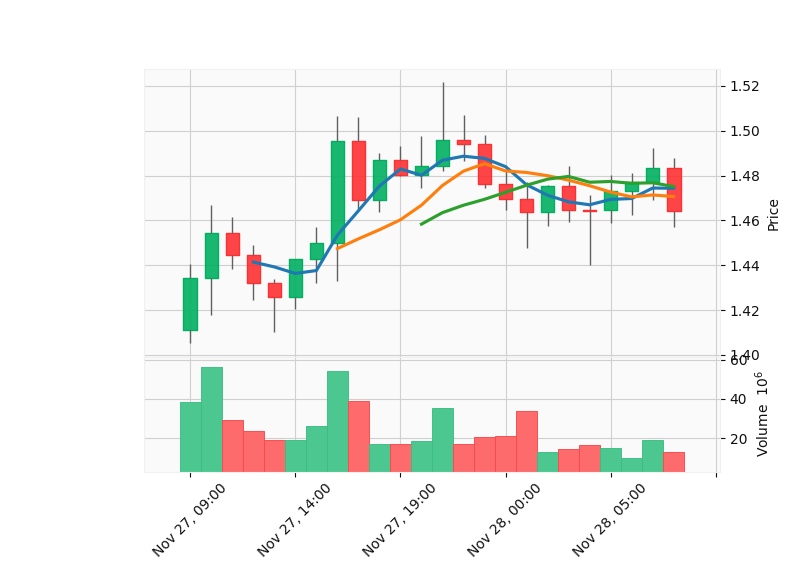 1.52
1.50
1.48
1.46
1.44
1.42
1.40
Price
60
40
20
Volume 10^6
Nov 27, 09:00
Nov 27, 14:00
Nov 27, 19:00
Nov 28, 00:00
Nov 28, 05:00